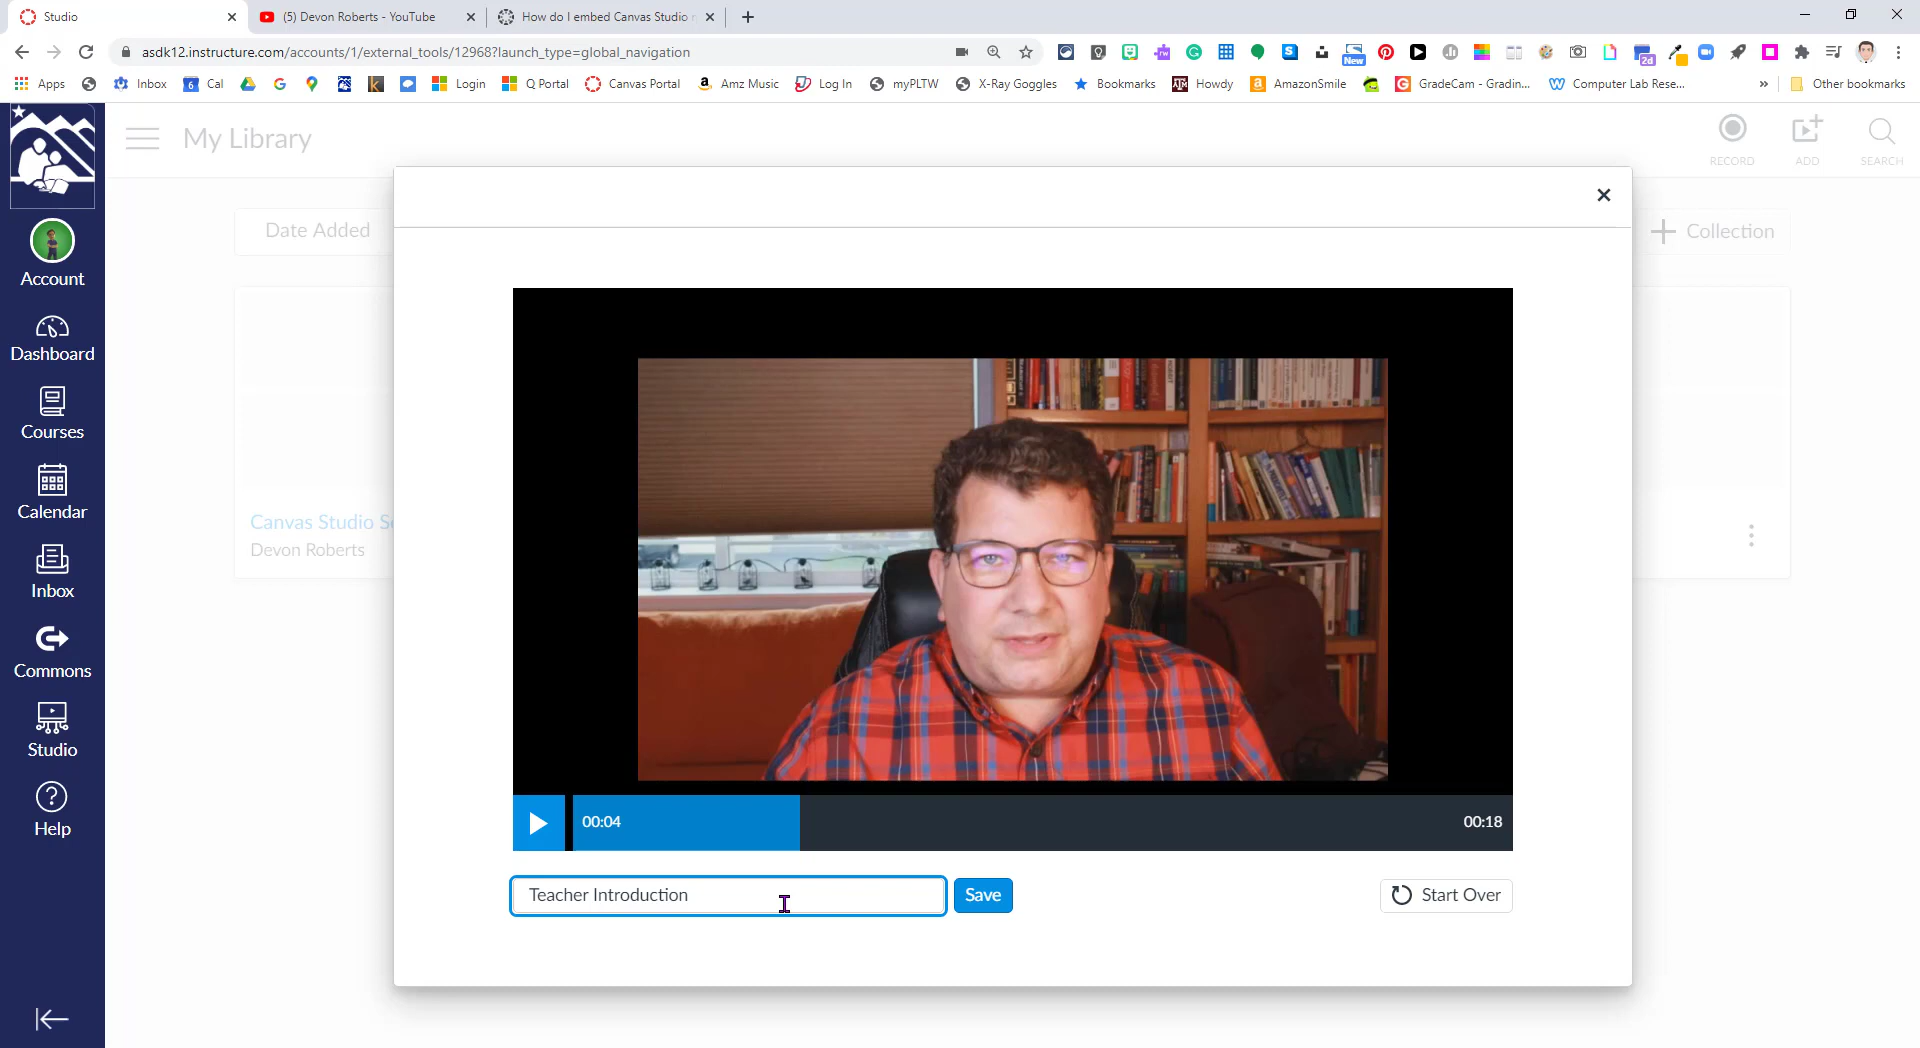 Studio
(5) Devon Roberts - YouTube
How do I embed Canvas Studio
asdk12.instructure.com/accounts/1/external_tools/12968?launch_type=global_navigation
New
2d
Apps
Inbox
Cal
Login
Q Portal
Canvas Portal
Amz Music
Log In
myPLTW
X-Ray Goggles
Bookmarks
Howdy
AmazonSmile
GradeCam - Gradin...
Computer Lab Rese...
»
Other bookmarks
My Library
RECORD
ADD
SEARCH
Date Added
+ Collection
Account
Dashboard
Courses
Calendar
Inbox
Commons
Studio
Help
Canvas Studio S
Devon Roberts
00:04
00:18
Teacher Introduction
Save
Start Over